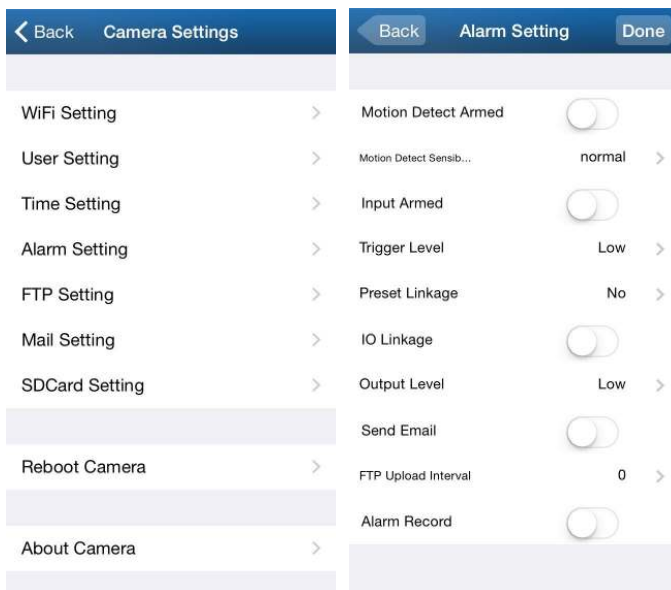 Back Camera Settings
WiFi Setting
User Setting
Time Setting
Alarm Setting
FTP Setting
Mail Setting
SDCard Setting
Reboot Camera
About Camera
Back Alarm Setting Done
Motion Detect Armed
Motion Detect Sensib... normal
Input Armed
Trigger Level Low
Preset Linkage No
IO Linkage
Output Level Low
Send Email
FTP Upload Interval 0
Alarm Record